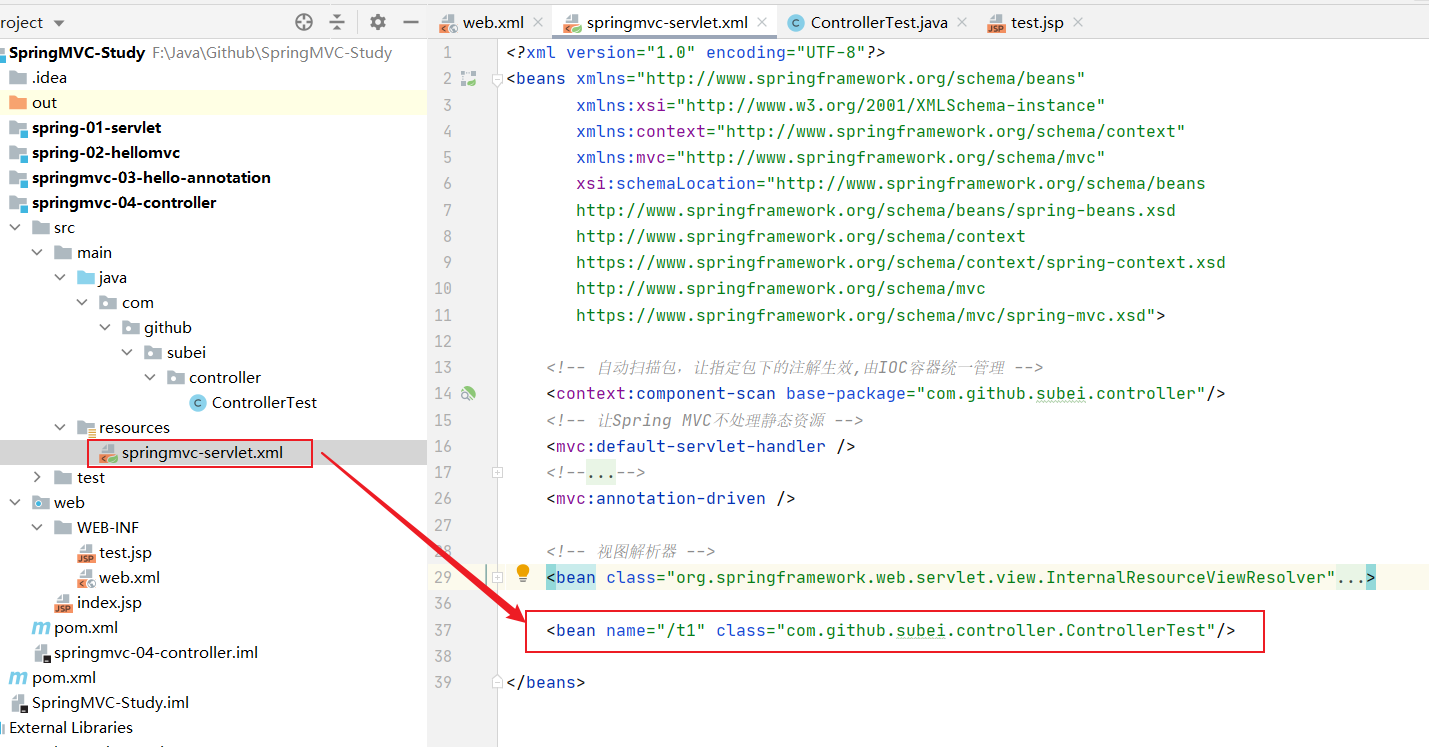 roject
SpringMVC-Study F:\Java\Github\SpringMVC-Study
.idea
out
spring-01-servlet
spring-02-hellomvc
springmvc-03-hello-annotation
springmvc-04-controller
src
main
java
com
github
subei
controller
C ControllerTest
resources
springmvc-servlet.xml
test
web
WEB-INF
JSP test.jsp
web.xml
JSP index.jsp
m pom.xml
springmvc-04-controller.iml
m pom.xml
SpringMVC-Study.iml
External Libraries
web.xml springmvc-servlet.xml C ControllerTest.java JSP test.jsp
1 <?xml version="1.0" encoding="UTF-8"?>
2 <beans xmlns="http://www.springframework.org/schema/beans"
3 xmlns:xsi="http://www.w3.org/2001/XMLSchema-instance"
4 xmlns:context="http://www.springframework.org/schema/context"
5 xmlns:mvc="http://www.springframework.org/schema/mvc"
6 xsi:schemaLocation="http://www.springframework.org/schema/beans
7 http://www.springframework.org/schema/beans/spring-beans.xsd
8 http://www.springframework.org/schema/context
9 https://www.springframework.org/schema/context/spring-context.xsd
10 http://www.springframework.org/schema/mvc
11 https://www.springframework.org/schema/mvc/spring-mvc.xsd">
12
13 <!-- 自动扫描包，让指定包下的注解生效,由IOC容器统一管理 -->
14 <context:component-scan base-package="com.github.subei.controller"/>
15 <!-- 让Spring MVC不处理静态资源 -->
16 <mvc:default-servlet-handler />
17 <!--...-->
26 <mvc:annotation-driven />
27
28 <!-- 视图解析器 -->
29 <bean class="org.springframework.web.servlet.view.InternalResourceViewResolver"...>
36
37 <bean name="/t1" class="com.github.subei.controller.ControllerTest"/>
38
39 </beans>